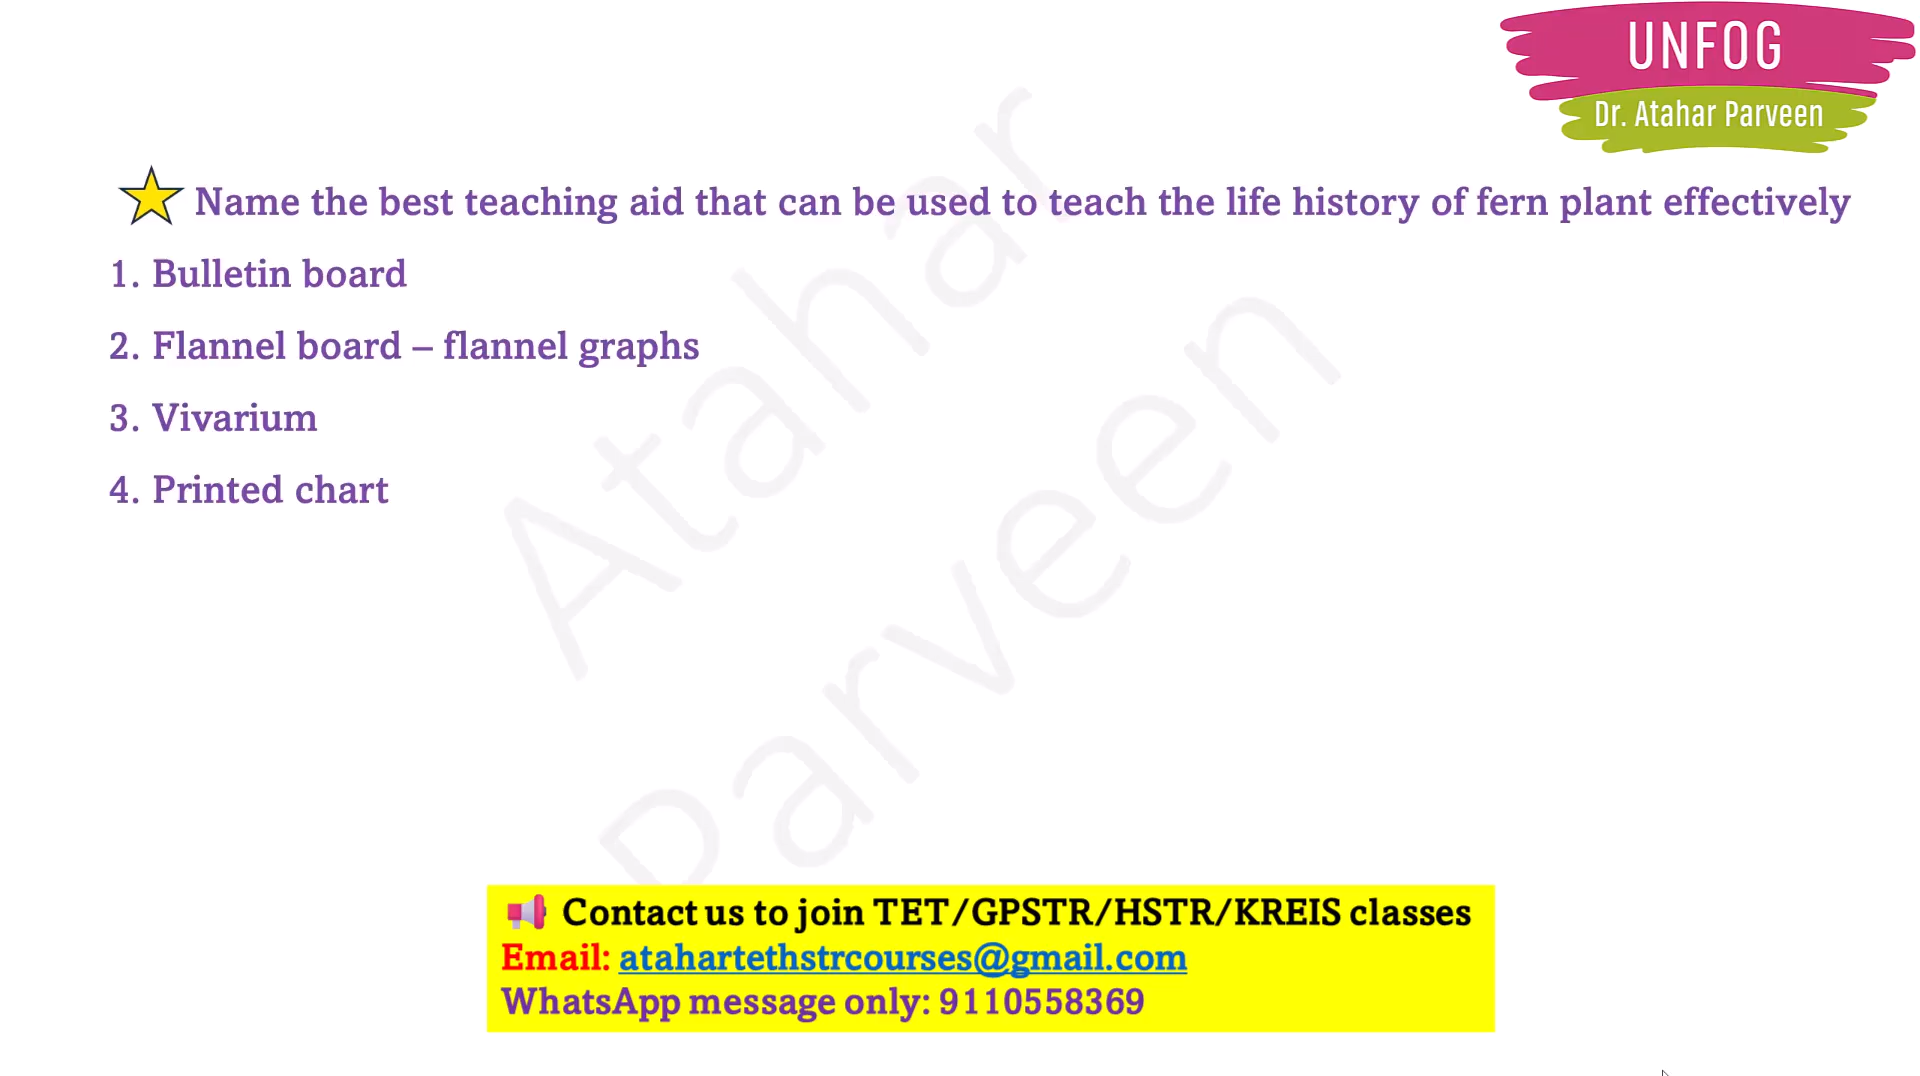 UNFOG
Dr. Atahar Parveen
Name the best teaching aid that can be used to teach the life history of fern plant effectively
1. Bulletin board
2. Flannel board – flannel graphs
3. Vivarium
4. Printed chart
Atahar
Parveen
Contact us to join TET/GPSTR/HSTR/KREIS classes
Email: atahartethstrcourses@gmail.com
WhatsApp message only: 9110558369